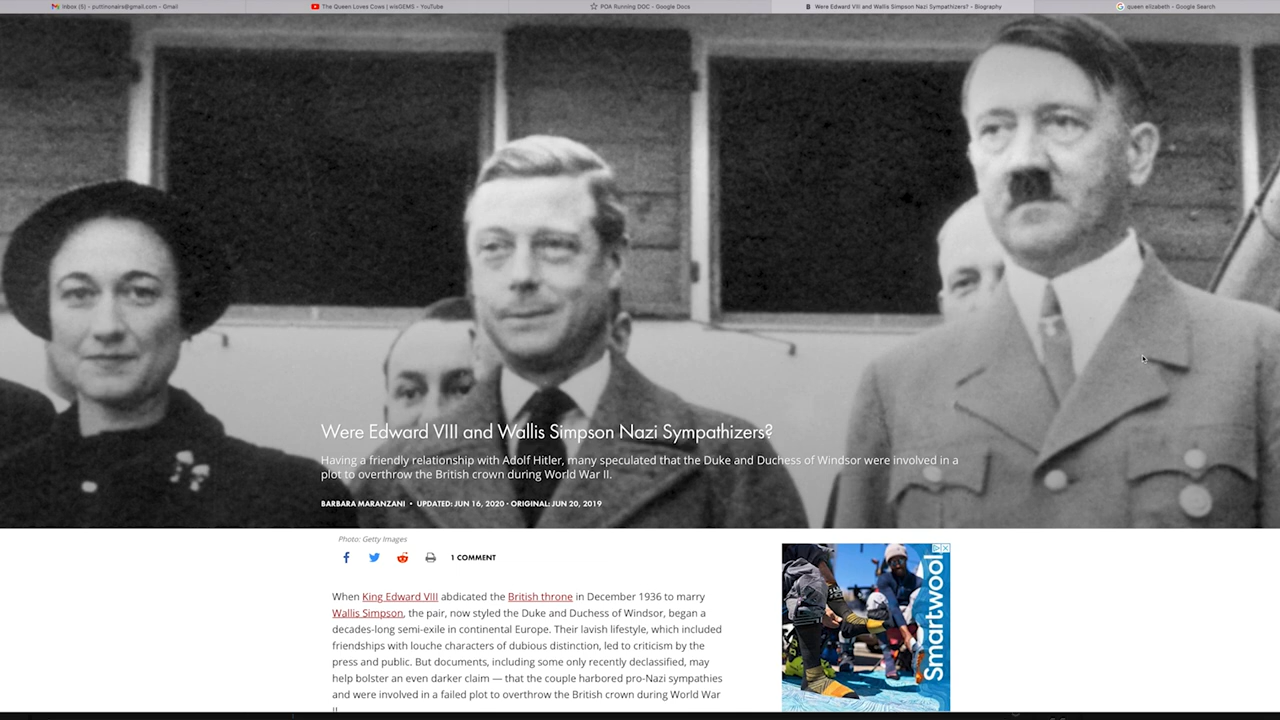 Inbox (5) - puttinonairs@gmail.com - Gmail
The Queen Loves Cows | wisGEMS - YouTube
POA Running DOC - Google Docs
B Were Edward VIII and Wallis Simpson Nazi Sympathizers? - Biography
queen elizabeth - Google Search
Were Edward VIII and Wallis Simpson Nazi Sympathizers?
Having a friendly relationship with Adolf Hitler, many speculated that the Duke and Duchess of Windsor were involved in a
plot to overthrow the British crown during World War II.
BARBARA MARANZANI • UPDATED: JUN 16, 2020 · ORIGINAL: JUN 20, 2019
Photo: Getty Images
1 COMMENT
When King Edward VIII abdicated the British throne in December 1936 to marry
Wallis Simpson, the pair, now styled the Duke and Duchess of Windsor, began a
decades-long semi-exile in continental Europe. Their lavish lifestyle, which included
friendships with louche characters of dubious distinction, led to criticism by the
press and public. But documents, including some only recently declassified, may
help bolster an even darker claim — that the couple harbored pro-Nazi sympathies
and were involved in a failed plot to overthrow the British crown during World War
Smartwool